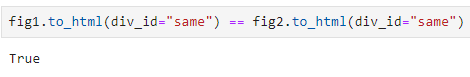 fig1.to_html(div_id="same") == fig2.to_html(div_id="same")
True